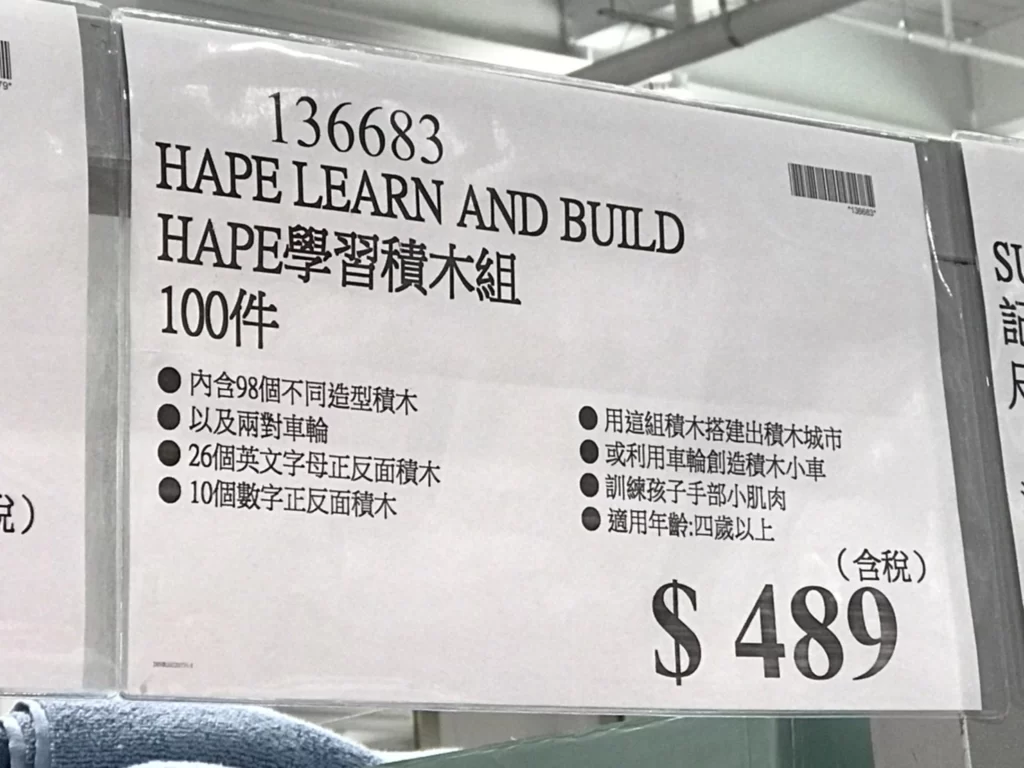 136683
HAPE LEARN AND BUILD
HAPE學習積木組
100件
*136683*
●內含98個不同造型積木
●以及兩對車輪
●26個英文字母正反面積木
●10個數字正反面積木
●用這組積木搭建出積木城市
●或利用車輪創造積木小車
●訓練孩子手部小肌肉
●適用年齡:四歲以上
(含稅)
$ 489
稅)
SU
記